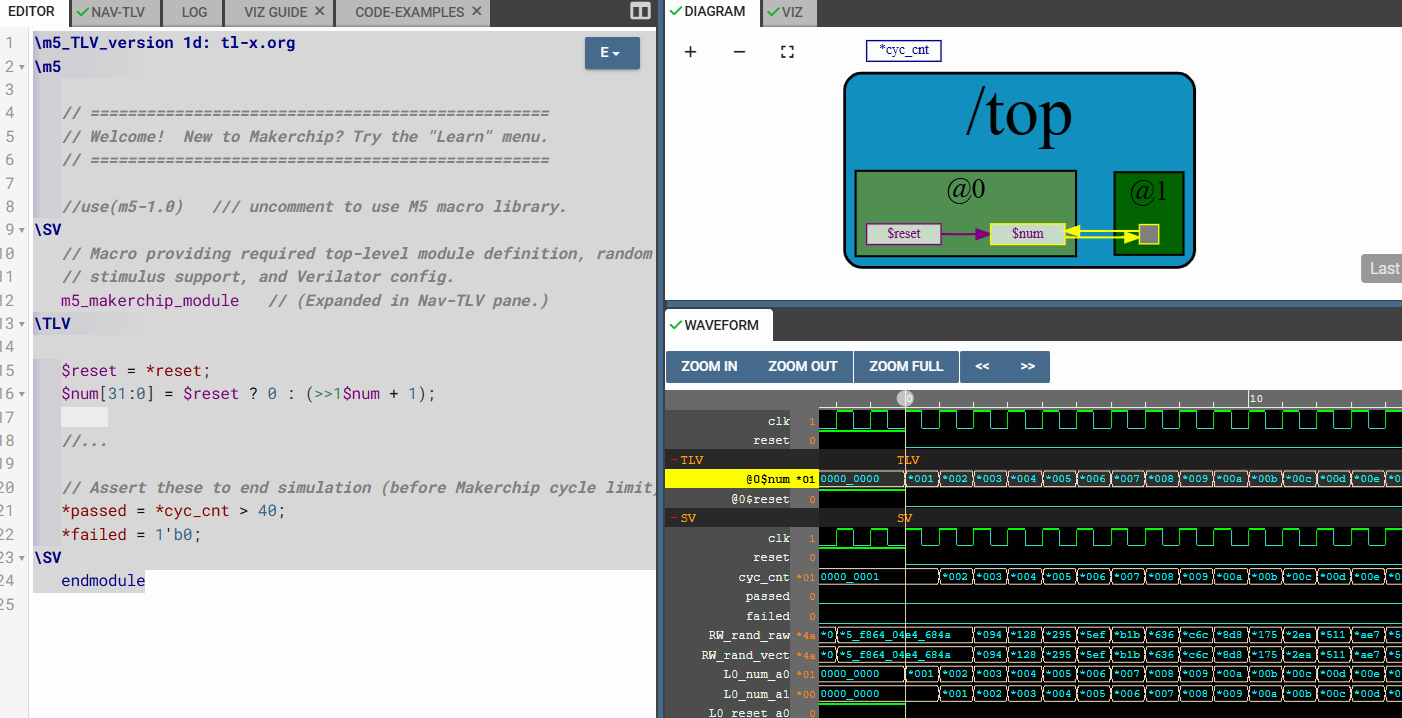 EDITOR NAV-TLV LOG VIZ GUIDE × CODE-EXAMPLES ×
1 \m5_TLV_version 1d: tl-x.org
2 \m5
3
4 // =================================================
5 // Welcome!  New to Makerchip? Try the "Learn" menu.
6 // =================================================
7
8 //use(m5-1.0)   /// uncomment to use M5 macro library.
9 \SV
10 // Macro providing required top-level module definition, random
11 // stimulus support, and Verilator config.
12 m5_makerchip_module   // (Expanded in Nav-TLV pane.)
13 \TLV
14
15 $reset = *reset;
16 $num[31:0] = $reset ? 0 : (>>1$num + 1);
17
18 //...
19
20 // Assert these to end simulation (before Makerchip cycle limit
21 *passed = *cyc_cnt > 40;
22 *failed = 1'b0;
23 \SV
24 endmodule
25
E
DIAGRAM VIZ
+ −
*cyc_cnt
/top
@0 @1
$reset $num
Last
WAVEFORM
ZOOM IN ZOOM OUT ZOOM FULL << >>
0 10
clk 1
reset 0
TLV TLV
@0$num *01 0000_0000 *001 *002 *003 *004 *005 *006 *007 *008 *009 *00a *00b *00c *00d *00e *0
@0$reset 0
SV SV
clk 1
reset 0
cyc_cnt *01 0000_0001 *002 *003 *004 *005 *006 *007 *008 *009 *00a *00b *00c *00d *00e *0
passed 0
failed 0
RW_rand_raw *4a *0 *5_f864_04e4_684a *094 *128 *295 *5ef *b1b *636 *c6c *8d8 *175 *2ea *511 *ae7 *5
RW_rand_vect *4a *0 *5_f864_04e4_684a *094 *128 *295 *5ef *b1b *636 *c6c *8d8 *175 *2ea *511 *ae7 *5
L0_num_a0 *01 0000_0000 *001 *002 *003 *004 *005 *006 *007 *008 *009 *00a *00b *00c *00d *00e *0
L0_num_a1 *00 0000_0000 *001 *002 *003 *004 *005 *006 *007 *008 *009 *00a *00b *00c *00d *0
L0_reset_a0 0